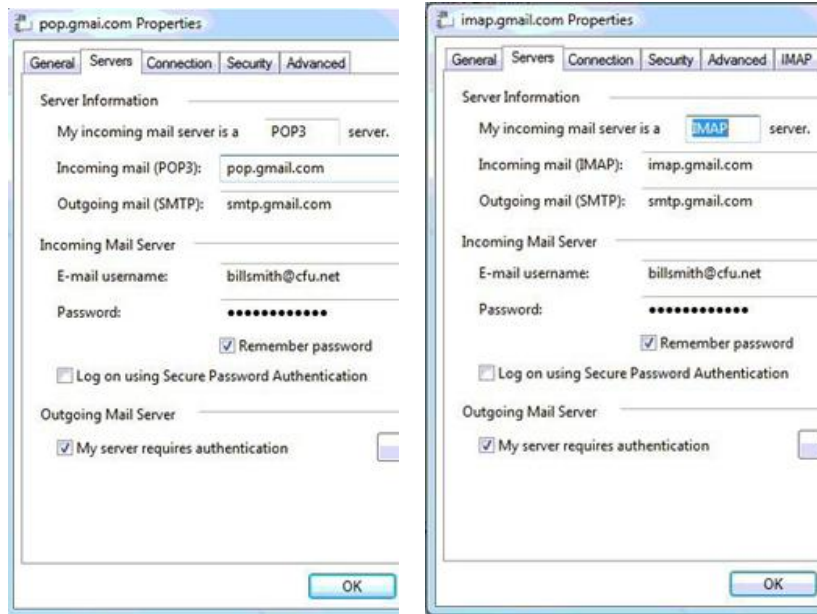 pop.gmai.com Properties
General Servers Connection Security Advanced
Server Information
My incoming mail server is a POP3 server.
Incoming mail (POP3): pop.gmail.com
Outgoing mail (SMTP): smtp.gmail.com
Incoming Mail Server
E-mail username: billsmith@cfu.net
Password: ●●●●●●●●●●●●
Remember password
Log on using Secure Password Authentication
Outgoing Mail Server
My server requires authentication
OK
imap.gmail.com Properties
General Servers Connection Security Advanced IMAP
Server Information
My incoming mail server is a IMAP server.
Incoming mail (IMAP): imap.gmail.com
Outgoing mail (SMTP): smtp.gmail.com
Incoming Mail Server
E-mail username: billsmith@cfu.net
Password: ●●●●●●●●●●●●
Remember password
Log on using Secure Password Authentication
Outgoing Mail Server
My server requires authentication
OK